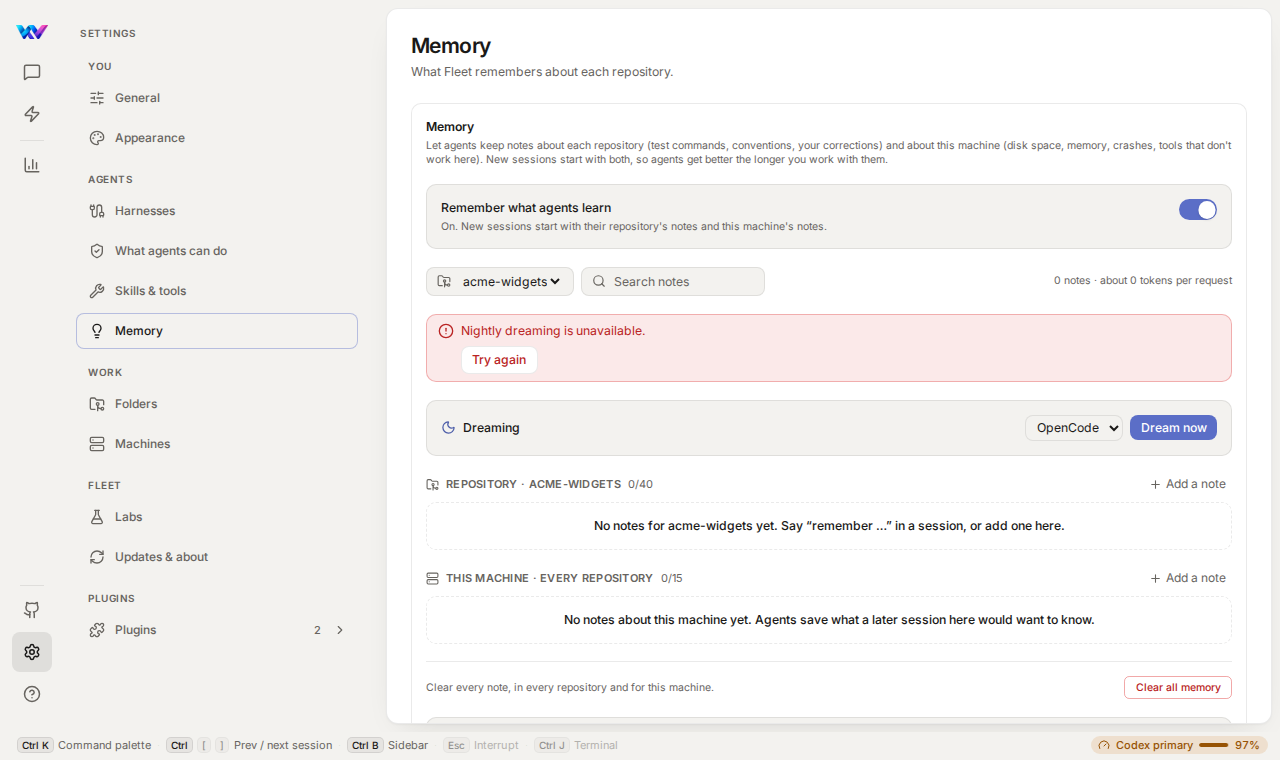 SETTINGS
YOU
General
Appearance
AGENTS
Harnesses
What agents can do
Skills & tools
Memory
WORK
Folders
Machines
FLEET
Labs
Updates & about
PLUGINS
Plugins 2
Memory
What Fleet remembers about each repository.
Memory
Let agents keep notes about each repository (test commands, conventions, your corrections) and about this machine (disk space, memory, crashes, tools that don't
work here). New sessions start with both, so agents get better the longer you work with them.
Remember what agents learn
On. New sessions start with their repository's notes and this machine's notes.
acme-widgets Search notes 0 notes · about 0 tokens per request
Nightly dreaming is unavailable.
Try again
Dreaming OpenCode Dream now
REPOSITORY · ACME-WIDGETS 0/40 + Add a note
No notes for acme-widgets yet. Say “remember ...” in a session, or add one here.
THIS MACHINE · EVERY REPOSITORY 0/15 + Add a note
No notes about this machine yet. Agents save what a later session here would want to know.
Clear every note, in every repository and for this machine. Clear all memory
Ctrl K Command palette Ctrl [ ] Prev / next session Ctrl B Sidebar Esc Interrupt Ctrl J Terminal Codex primary 97%